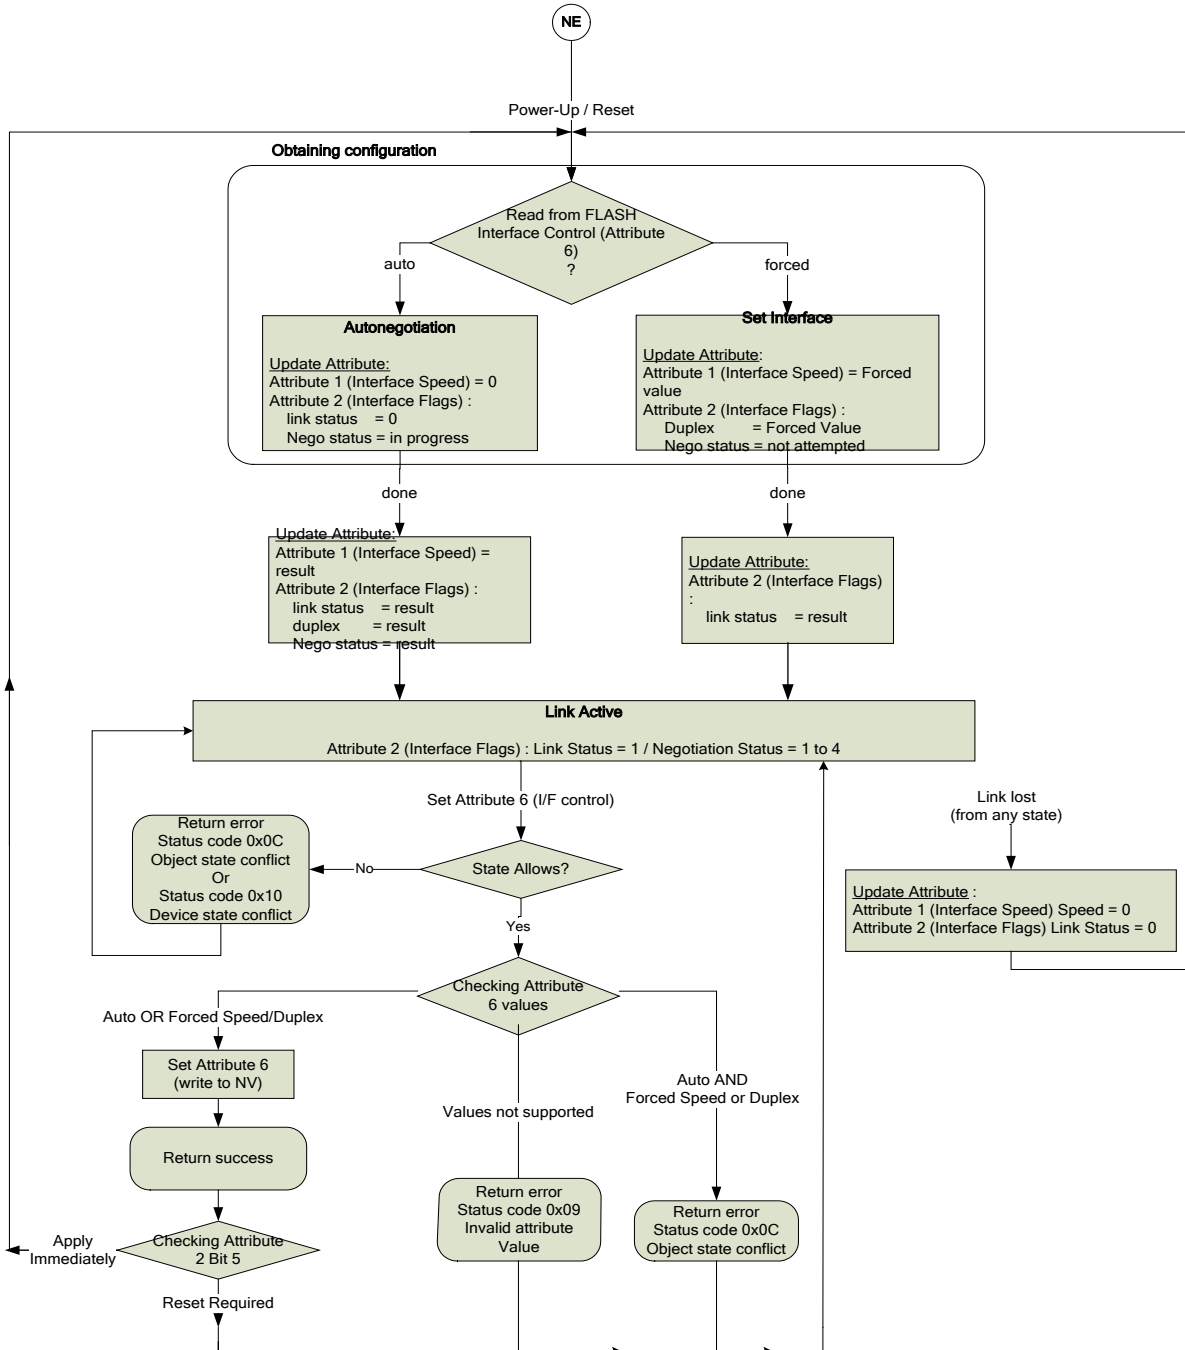 NE
Power-Up / Reset
Obtaining configuration
Read from FLASH
Interface Control (Attribute
6)
?
auto
forced
Autonegotiation
Update Attribute:
Attribute 1 (Interface Speed) = 0
Attribute 2 (Interface Flags) :
link status = 0
Nego status = in progress
Set Interface
Update Attribute:
Attribute 1 (Interface Speed) = Forced
value
Attribute 2 (Interface Flags) :
Duplex = Forced Value
Nego status = not attempted
done
done
Update Attribute:
Attribute 1 (Interface Speed) =
result
Attribute 2 (Interface Flags) :
link status = result
duplex = result
Nego status = result
Update Attribute:
Attribute 2 (Interface Flags)
:
link status = result
Link Active
Attribute 2 (Interface Flags) : Link Status = 1 / Negotiation Status = 1 to 4
Set Attribute 6 (I/F control)
Link lost
(from any state)
Return error
Status code 0x0C
Object state conflict
Or
Status code 0x10
Device state conflict
No
State Allows?
Yes
Update Attribute :
Attribute 1 (Interface Speed) Speed = 0
Attribute 2 (Interface Flags) Link Status = 0
Checking Attribute
6 values
Auto OR Forced Speed/Duplex
Set Attribute 6
(write to NV)
Auto AND
Forced Speed or Duplex
Values not supported
Return success
Return error
Status code 0x09
Invalid attribute
Value
Return error
Status code 0x0C
Object state conflict
Apply
Immediately
Checking Attribute
2 Bit 5
Reset Required